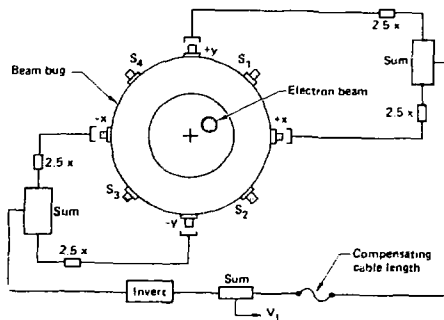 2.5 x
+y
S4
S1
Sum
Beam bug
Electron beam
-x
+x
2.5 x
2.5 x
S3
S2
Sum
-y
2.5 x
Compensating
cable length
Sum
Invert
V1